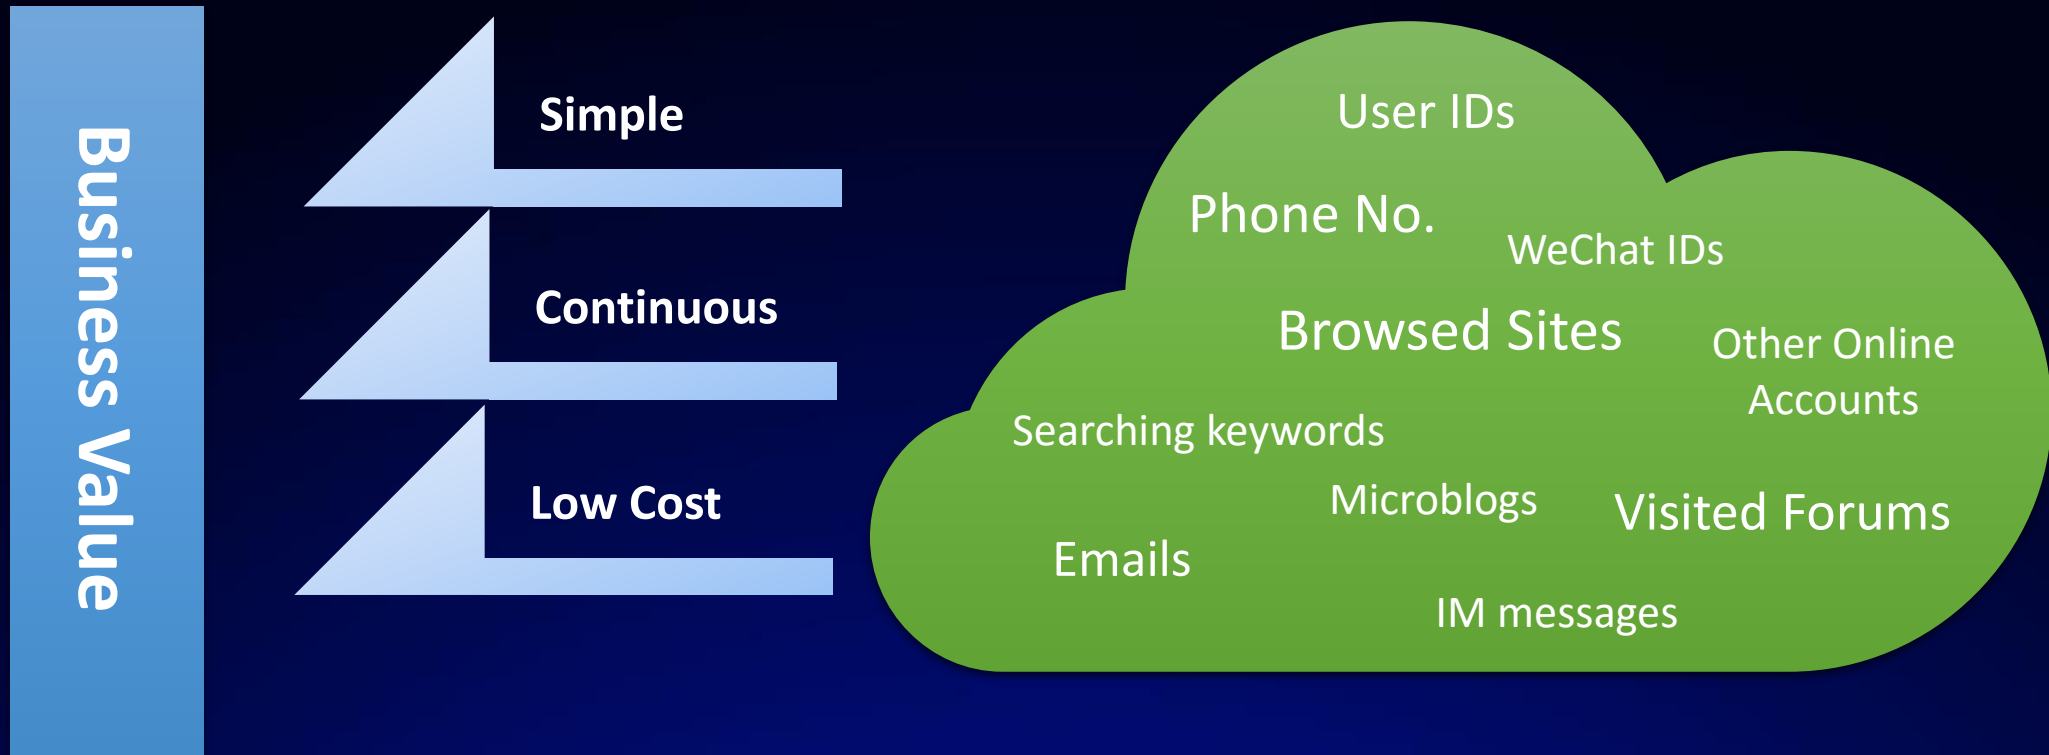 Business Value
Simple
Continuous
Low Cost
User IDs
Phone No.
WeChat IDs
Browsed Sites
Other Online
Accounts
Searching keywords
Microblogs
Visited Forums
Emails
IM messages